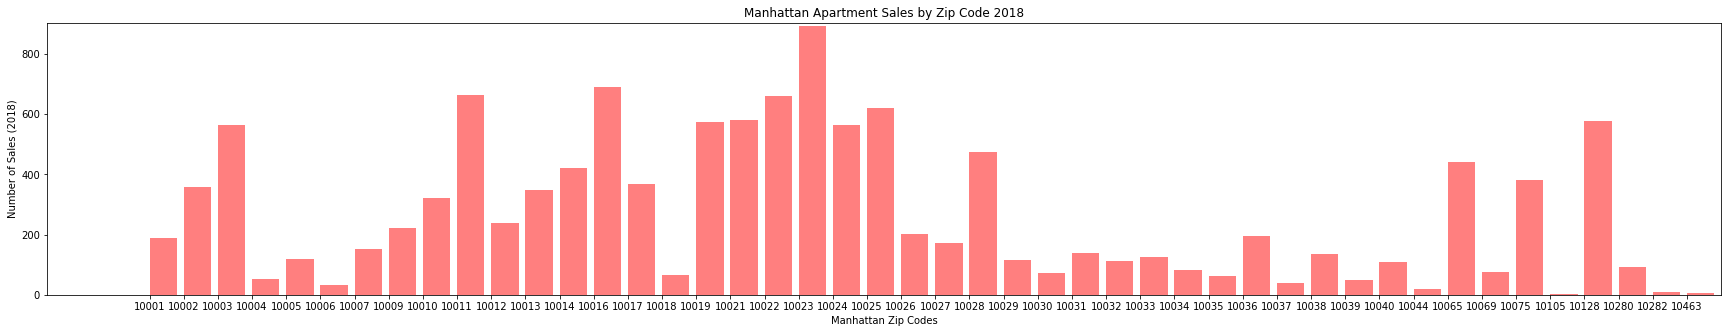 Manhattan Apartment Sales by Zip Code 2018
Number of Sales (2018)
800
600
400
200
0
10001 10002 10003 10004 10005 10006 10007 10009 10010 10011 10012 10013 10014 10016 10017 10018 10019 10021 10022 10023 10024 10025 10026 10027 10028 10029 10030 10031 10032 10033 10034 10035 10036 10037 10038 10039 10040 10044 10065 10069 10075 10105 10128 10280 10282 10463
Manhattan Zip Codes